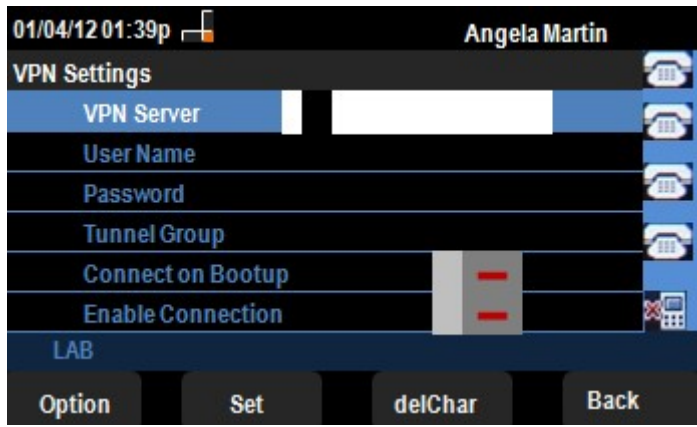 01/04/12 01:39p Angela Martin
VPN Settings
VPN Server
User Name
Password
Tunnel Group
Connect on Bootup
Enable Connection
LAB
Option Set delChar Back